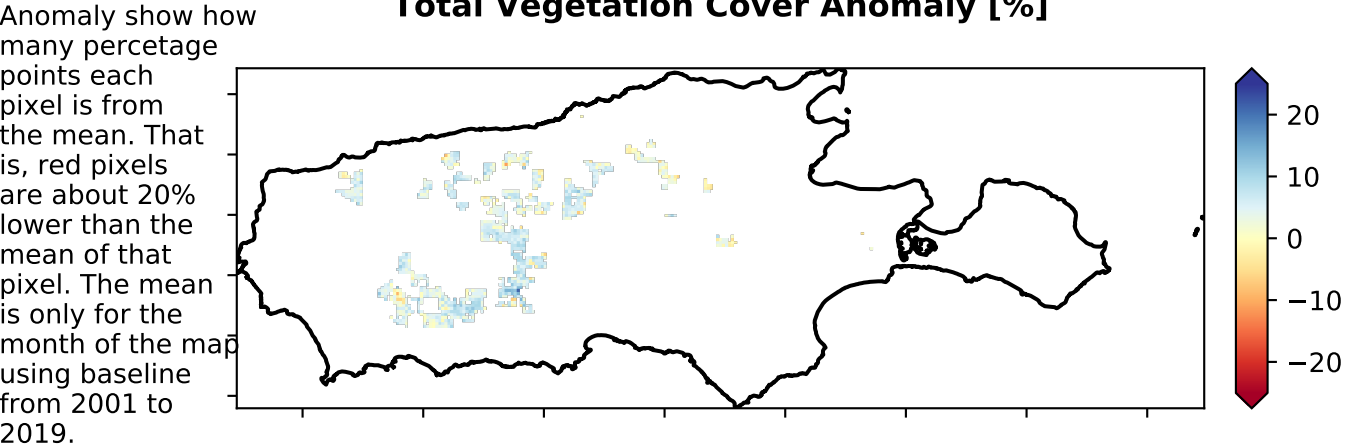 Total Vegetation Cover Anomaly [%]
Anomaly show how
many percetage
points each
pixel is from
the mean. That
is, red pixels
are about 20%
lower than the
mean of that
pixel. The mean
is only for the
month of the map
using baseline
from 2001 to
2019.
20
10
0
−10
−20